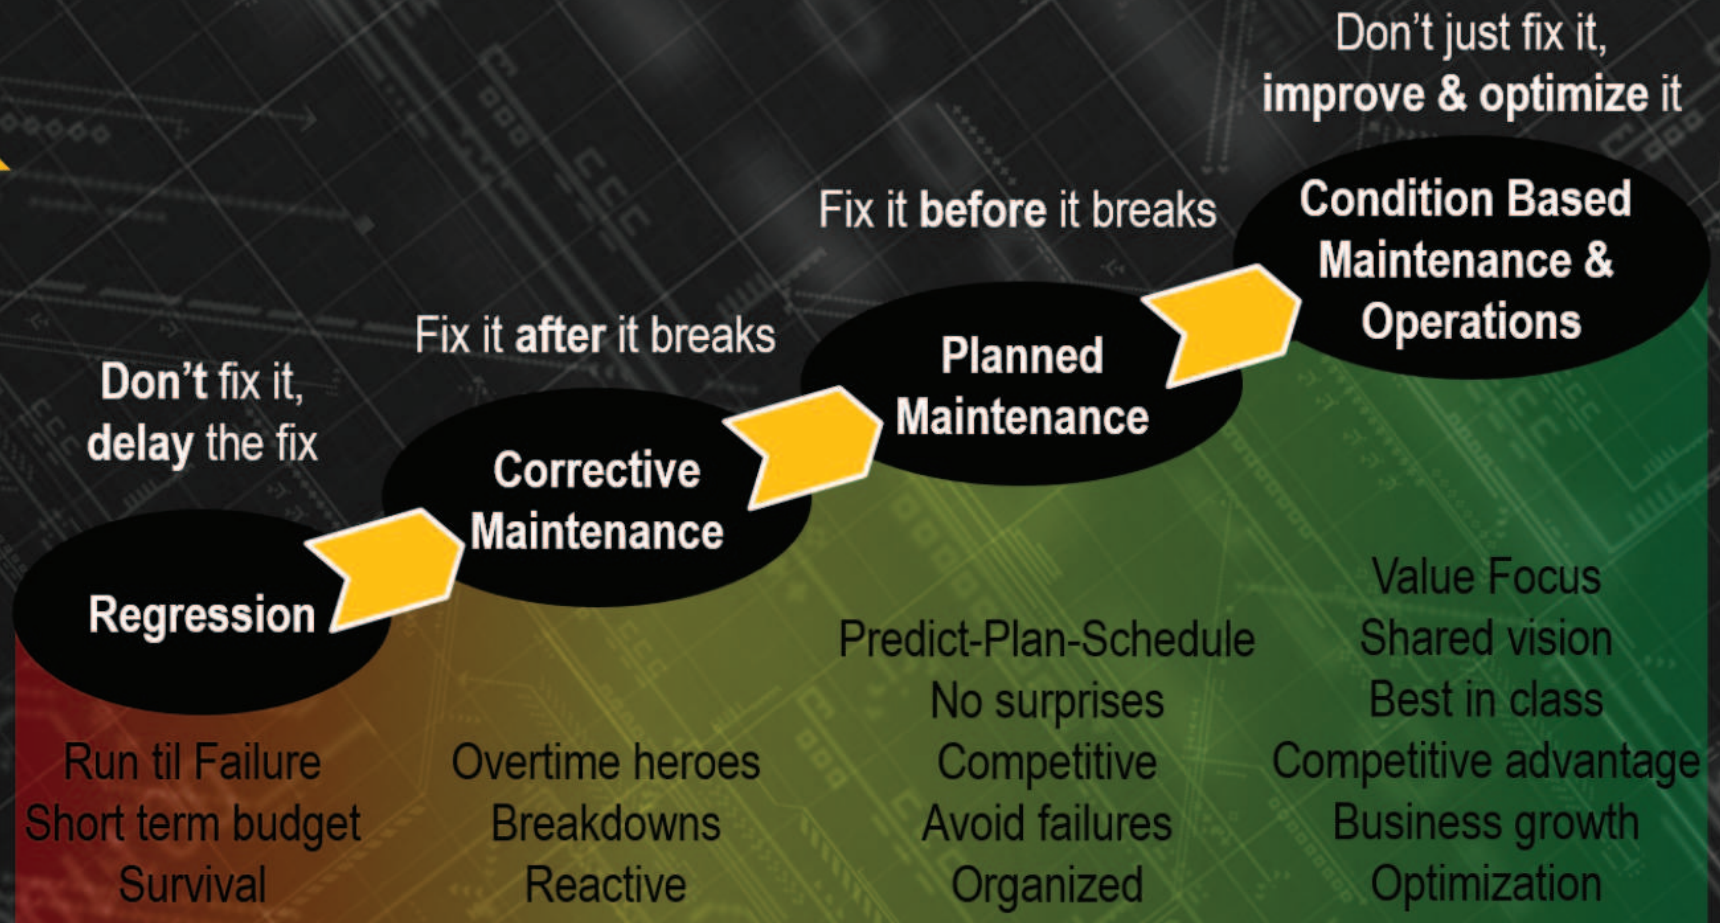 Don't fix it,
delay the fix
Regression
Run til Failure
Short term budget
Survival
Fix it after it breaks
Corrective
Maintenance
Overtime heroes
Breakdowns
Reactive
Fix it before it breaks
Planned
Maintenance
Predict-Plan-Schedule
No surprises
Competitive
Avoid failures
Organized
Don't just fix it,
improve & optimize it
Condition Based
Maintenance &
Operations
Value Focus
Shared vision
Best in class
Competitive advantage
Business growth
Optimization